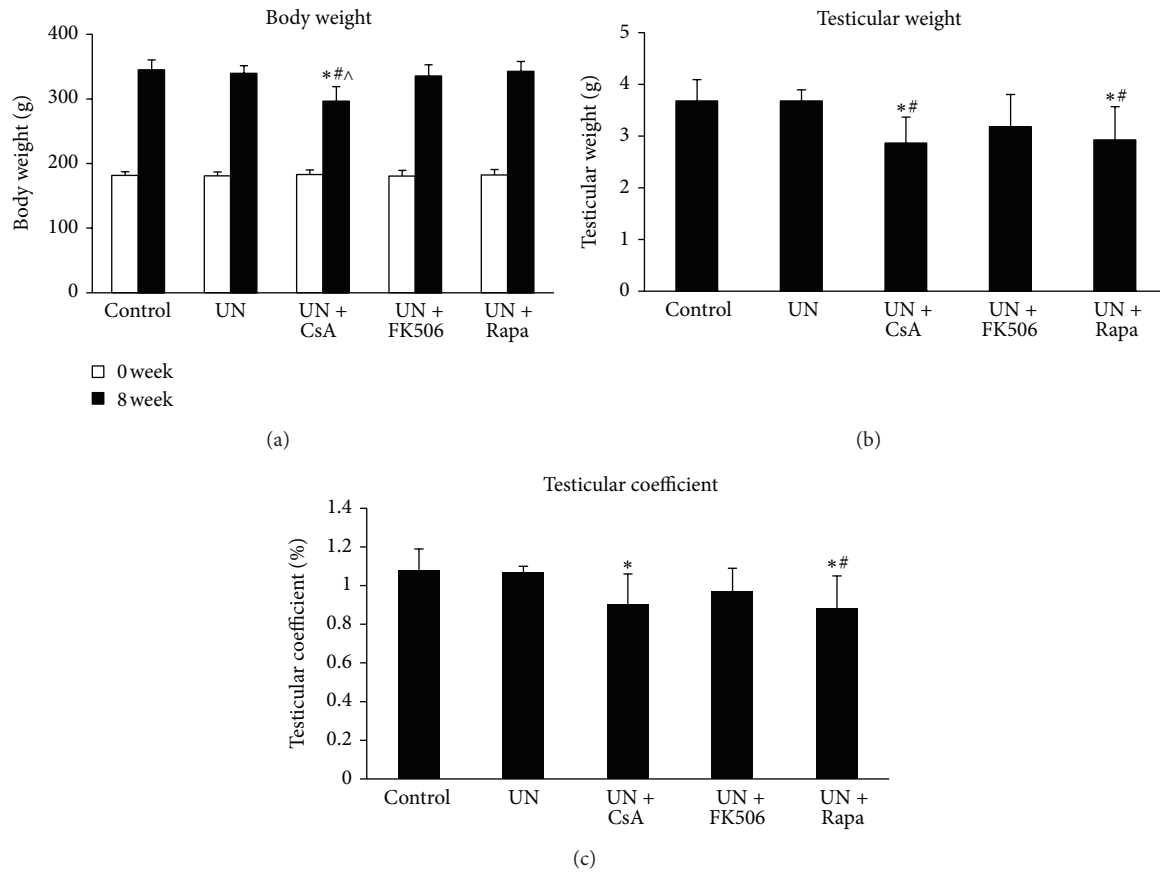 Body weight
Body weight (g)
400
300
200
100
0
*#^
Control
UN
UN +
CsA
UN +
FK506
UN +
Rapa
0 week
8 week
(a)
Testicular weight
Testicular weight (g)
5
4
3
2
1
0
*#
*#
Control
UN
UN +
CsA
UN +
FK506
UN +
Rapa
(b)
Testicular coefficient
Testicular coefficient (%)
1.4
1.2
1
0.8
0.6
0.4
0.2
0
*
*#
Control
UN
UN +
CsA
UN +
FK506
UN +
Rapa
(c)